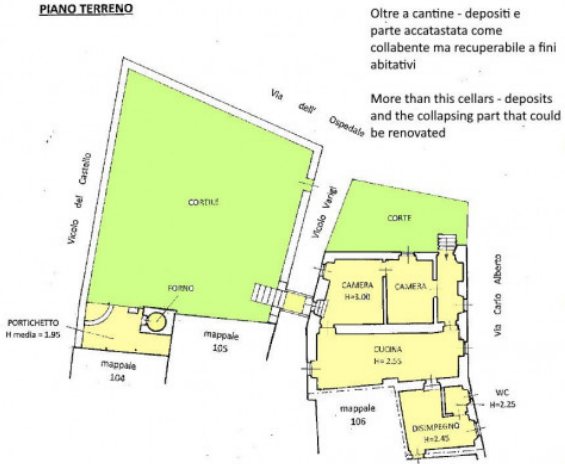 PIANO TERRENO
Oltre a cantine - depositi e
parte accatastata come
collabente ma recuperabile a fini
abitativi
More than this cellars - deposits
and the collapsing part that could
be renovated
Via dell' Ospedale
Vicolo del Castello
CORTILE
Vicolo Varigi
CORTE
CAMERA
H=3.00
CAMERA
Via Carlo Alberto
FORNO
PORTICHETTO
H media = 1.95
mappale
104
mappale
105
CUCINA
H = 2.55
mappale
106
WC
H=2.25
DISIMPEGNO
H=2.45